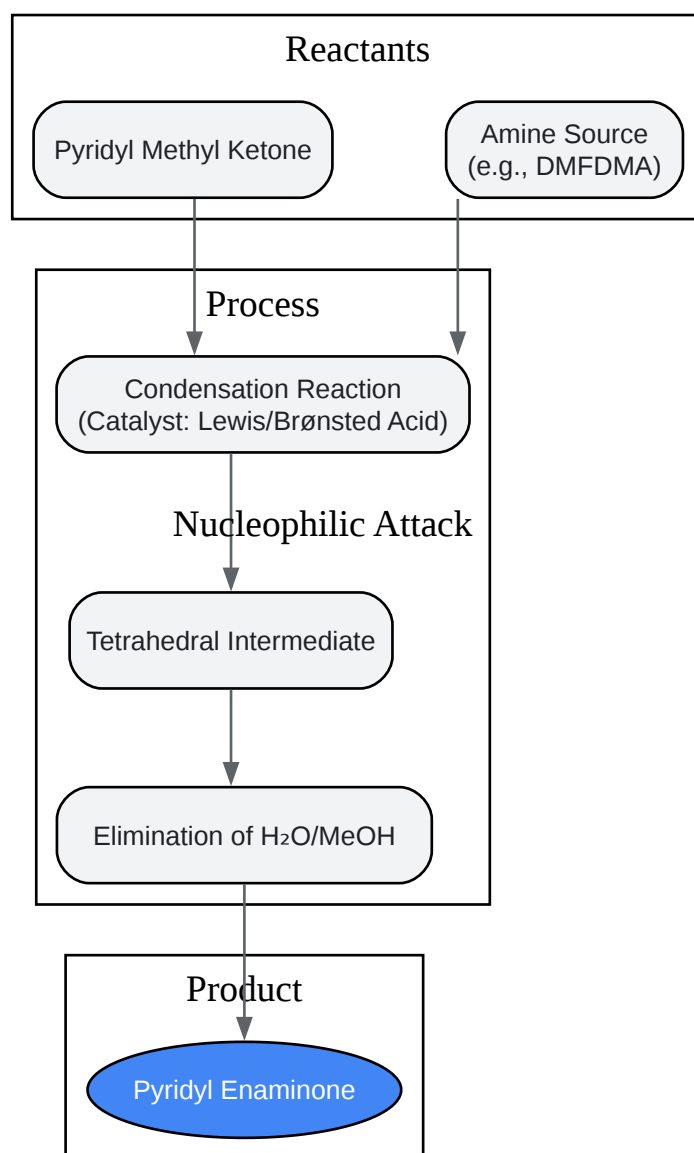 Reactants
Pyridyl Methyl Ketone
Amine Source
(e.g., DMFDMA)
Process
Condensation Reaction
(Catalyst: Lewis/Brønsted Acid)
Nucleophilic Attack
Tetrahedral Intermediate
Elimination of H₂O/MeOH
Product
Pyridyl Enaminone